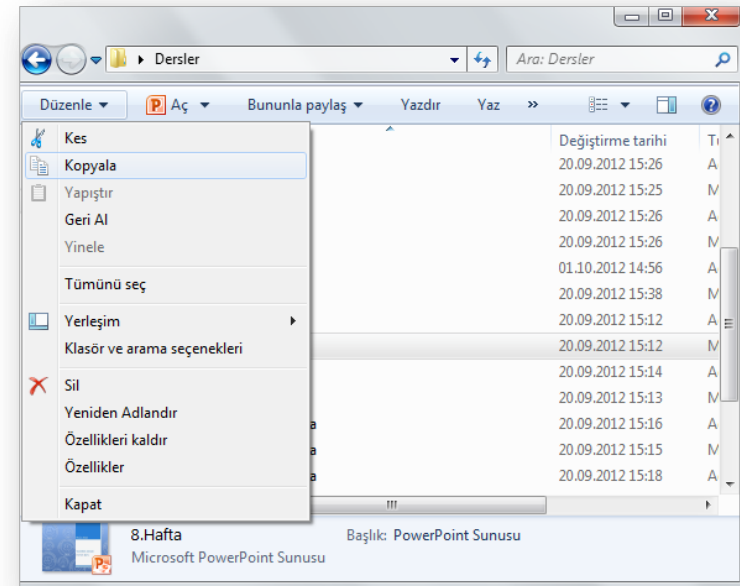 Dersler
Ara: Dersler
Düzenle Aç Bununla paylaş Yazdır Yaz »
Kes
Kopyala
Yapıştır
Geri Al
Yinele
Tümünü seç
Yerleşim
Klasör ve arama seçenekleri
Sil
Yeniden Adlandır
Özellikleri kaldır
Özellikler
Kapat
Değiştirme tarihi
20.09.2012 15:26 A
20.09.2012 15:25 M
20.09.2012 15:26 A
20.09.2012 15:26 M
01.10.2012 14:56 A
20.09.2012 15:38 M
20.09.2012 15:12 A
20.09.2012 15:12 M
20.09.2012 15:14 A
20.09.2012 15:13 M
a 20.09.2012 15:16 A
a 20.09.2012 15:15 M
a 20.09.2012 15:18 A
8.Hafta Başlık: PowerPoint Sunusu
Microsoft PowerPoint Sunusu